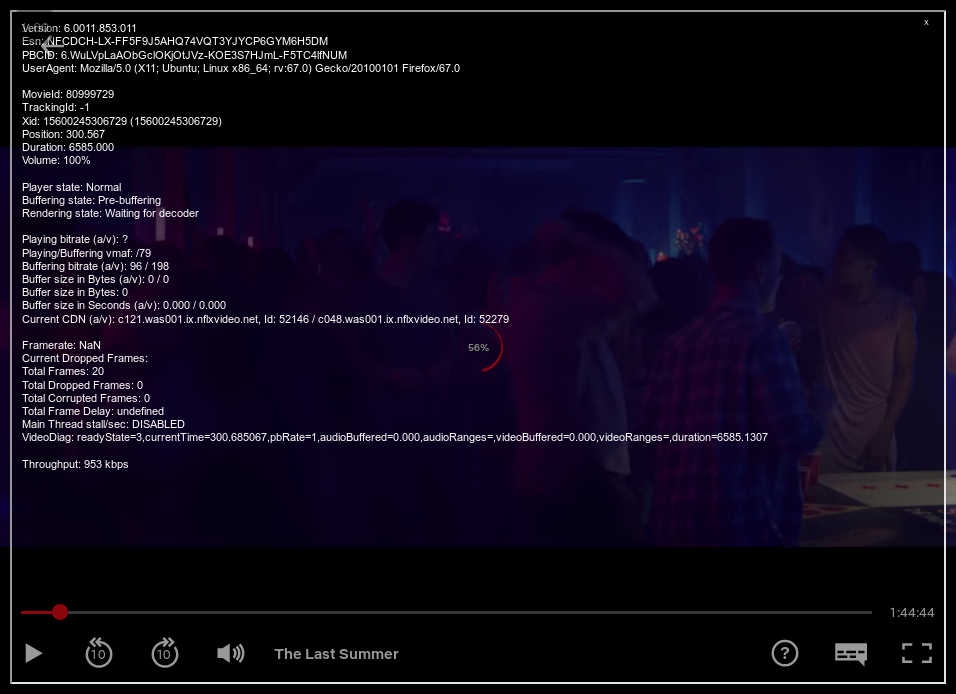 Version: 6.0011.853.011
Esn: NFCDCH-LX-FF5F9J5AHQ74VQT3YJYCP6GYM6H5DM
PBCID: 6.WuLVpLaAObGclOKjOtJVz-KOE3S7HJmL-F5TC4lfNUM
UserAgent: Mozilla/5.0 (X11; Ubuntu; Linux x86_64; rv:67.0) Gecko/20100101 Firefox/67.0
x
MovieId: 80999729
TrackingId: -1
Xid: 15600245306729 (15600245306729)
Position: 300.567
Duration: 6585.000
Volume: 100%
Player state: Normal
Buffering state: Pre-buffering
Rendering state: Waiting for decoder
Playing bitrate (a/v): ?
Playing/Buffering vmaf: /79
Buffering bitrate (a/v): 96 / 198
Buffer size in Bytes (a/v): 0 / 0
Buffer size in Bytes: 0
Buffer size in Seconds (a/v): 0.000 / 0.000
Current CDN (a/v): c121.was001.ix.nflxvideo.net, Id: 52146 / c048.was001.ix.nflxvideo.net, Id: 52279
Framerate: NaN
56%
Current Dropped Frames:
Total Frames: 20
Total Dropped Frames: 0
Total Corrupted Frames: 0
Total Frame Delay: undefined
Main Thread stall/sec: DISABLED
VideoDiag: readyState=3,currentTime=300.685067,pbRate=1,audioBuffered=0.000,audioRanges=,videoBuffered=0.000,videoRanges=,duration=6585.1307
Throughput: 953 kbps
1:44:44
10
10
The Last Summer
?